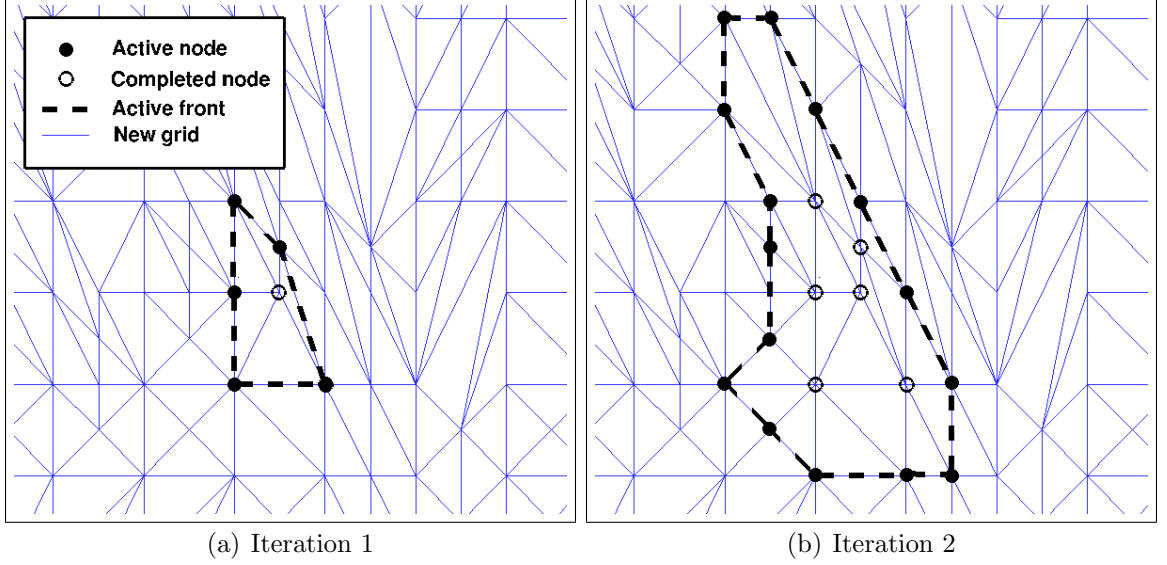 Active node
Completed node
Active front
New grid
(a) Iteration 1
(b) Iteration 2